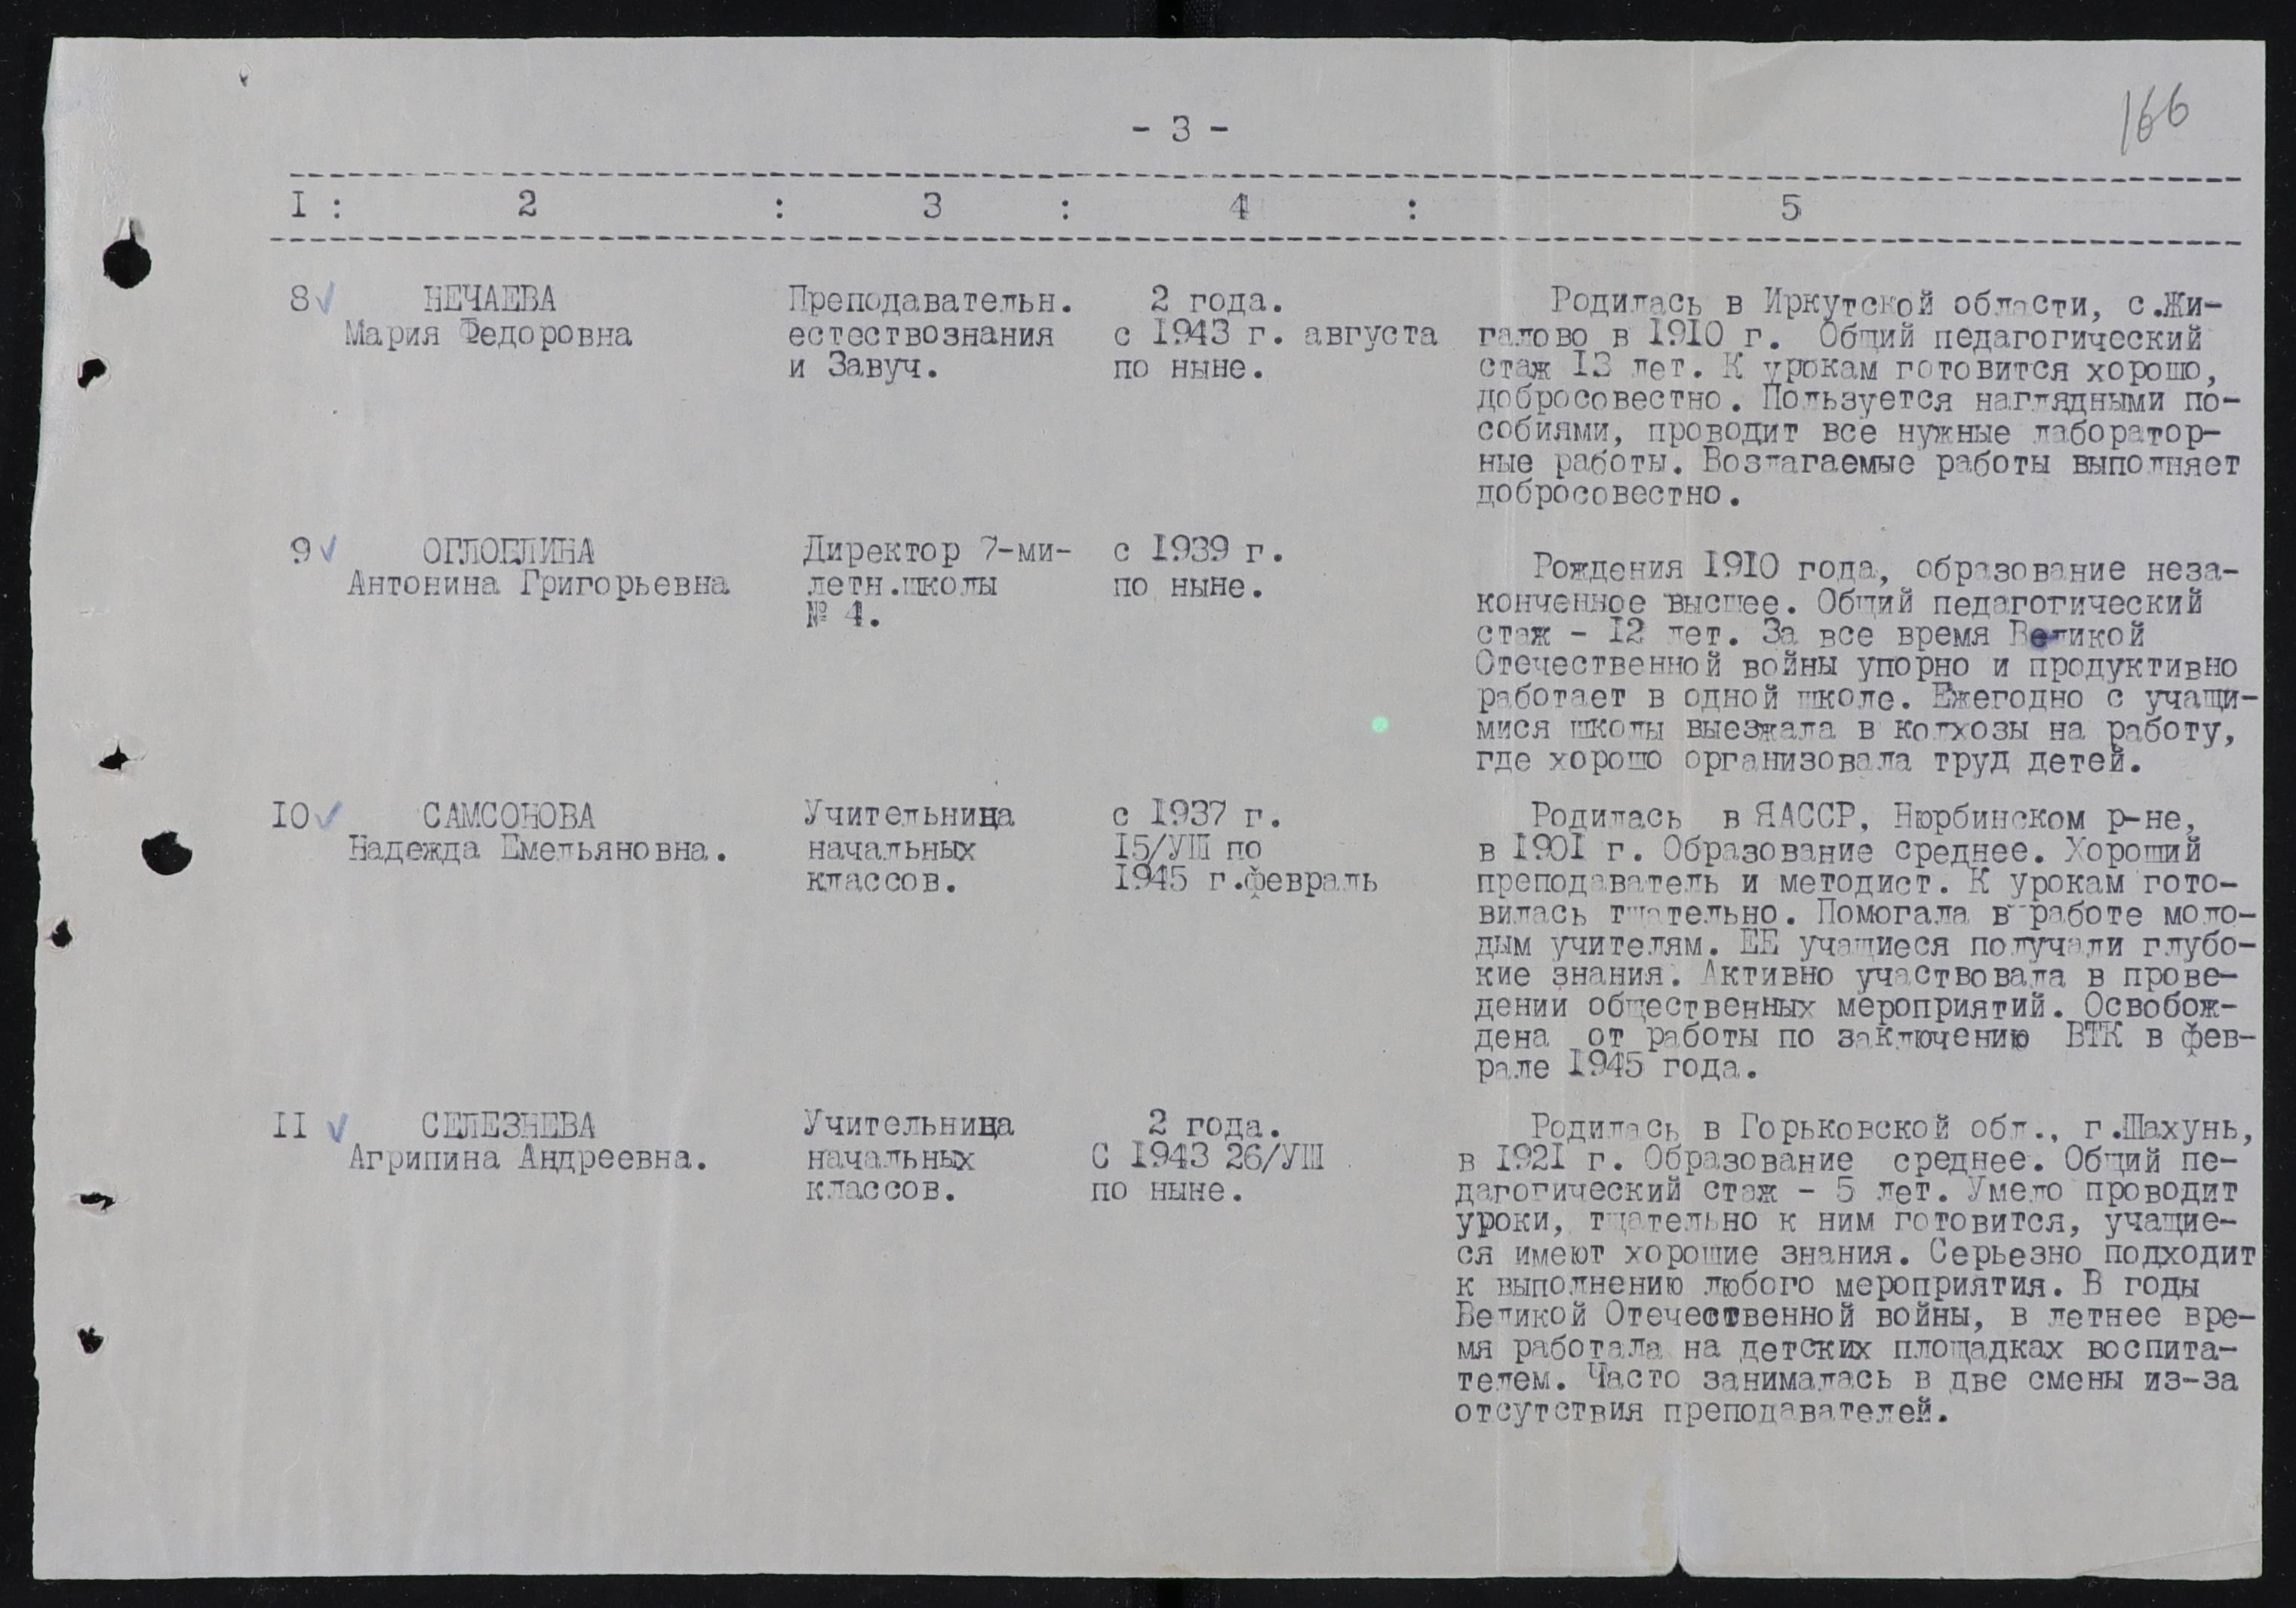 - 3 -
166
I : 2 : 3 : 4 : 5
8 НЕЧАЕВА
Мария Федоровна
Преподавательн.
естествознания
и Завуч.
2 года.
с 1943 г. августа
по ныне.
Родилась в Иркутской области, с.Жи-
галово в 1910 г. Общий педагогический
стаж 13 лет. К урокам готовится хорошо,
добросовестно. Пользуется наглядными по-
собиями, проводит все нужные лаборатор-
ные работы. Возлагаемые работы выполняет
добросовестно.
9 ОГЛОБЛИНА
Антонина Григорьевна
Директор 7-ми-
летн.школы
№ 4.
с 1939 г.
по ныне.
Рождения 1910 года, образование неза-
конченное высшее. Общий педагогический
стаж - 12 лет. За все время Великой
Отечественной войны упорно и продуктивно
работает в одной школе. Ежегодно с учащи-
мися школы выезжала в колхозы на работу,
где хорошо организовала труд детей.
10 САМСОНОВА
Надежда Емельяновна.
Учительница
начальных
классов.
с 1937 г.
15/УШ по
1945 г.февраль
Родилась в ЯАССР, Нюрбинском р-не,
в 1901 г. Образование среднее. Хороший
преподаватель и методист. К урокам гото-
вилась тщательно. Помогала в работе моло-
дым учителям. ЕЕ учащиеся получали глубо-
кие знания. Активно участвовала в прове-
дении общественных мероприятий. Освобож-
дена от работы по заключению ВТК в фев-
рале 1945 года.
II СЕЛЕЗНЕВА
Агрипина Андреевна.
Учительница
начальных
классов.
2 года.
С 1943 26/УШ
по ныне.
Родилась в Горьковской обл., г.Шахунь,
в 1921 г. Образование среднее. Общий пе-
дагогический стаж - 5 лет. Умело проводит
уроки, тщательно к ним готовится, учащие-
ся имеют хорошие знания. Серьезно подходит
к выполнению любого мероприятия. В годы
Великой Отечественной войны, в летнее вре-
мя работала на детских площадках воспита-
телем. Часто занималась в две смены из-за
отсутствия преподавателей.